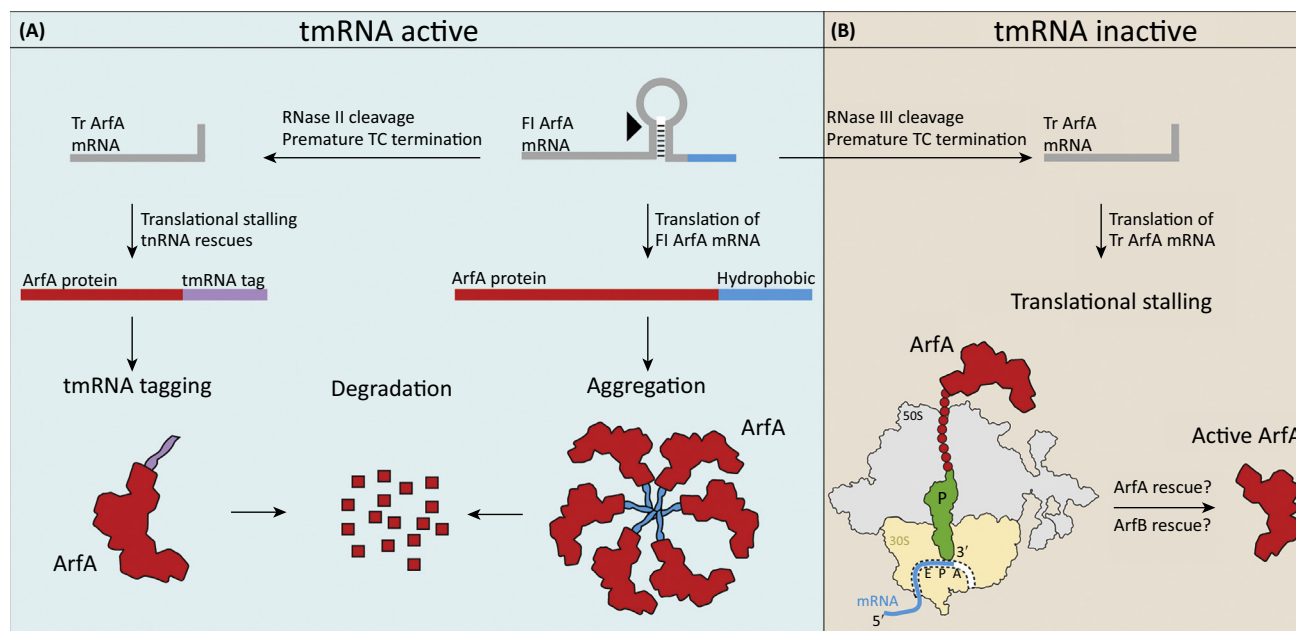 (A)
tmRNA active
Tr ArfA
mRNA
RNase II cleavage
Premature TC termination
Fl ArfA
mRNA
Translational stalling
tnRNA rescues
Translation of
Fl ArfA mRNA
ArfA protein
tmRNA tag
ArfA protein
Hydrophobic
tmRNA tagging
Degradation
Aggregation
ArfA
ArfA
(B)
tmRNA inactive
RNase III cleavage
Premature TC termination
Tr ArfA
mRNA
Translation of
Tr ArfA mRNA
Translational stalling
ArfA
50S
P
30S
3′
E P A
mRNA
5′
ArfA rescue?
ArfB rescue?
Active ArfA